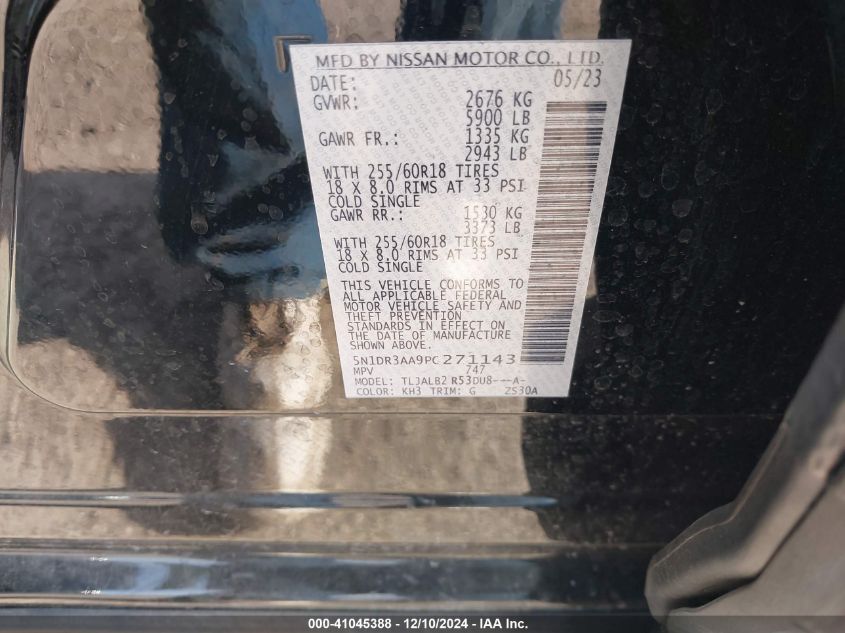 MFD BY NISSAN MOTOR CO., LTD.
DATE: 05/23
GVWR: 2676 KG
5900 LB
GAWR FR.: 1335 KG
2943 LB
WITH 255/60R18 TIRES
18 X 8.0 RIMS AT 33 PSI
COLD SINGLE
GAWR RR.: 1530 KG
3373 LB
WITH 255/60R18 TIRES
18 X 8.0 RIMS AT 33 PSI
COLD SINGLE
THIS VEHICLE CONFORMS TO
ALL APPLICABLE FEDERAL
MOTOR VEHICLE SAFETY AND
THEFT PREVENTION
STANDARDS IN EFFECT ON
THE DATE OF MANUFACTURE
SHOWN ABOVE.
5N1DR3AA9PC271143
MPV 747
MODEL: TLJALB2 R53DU8---A-
COLOR: KH3 TRIM: G ZS30A
000-41045388 - 12/10/2024 - IAA Inc.